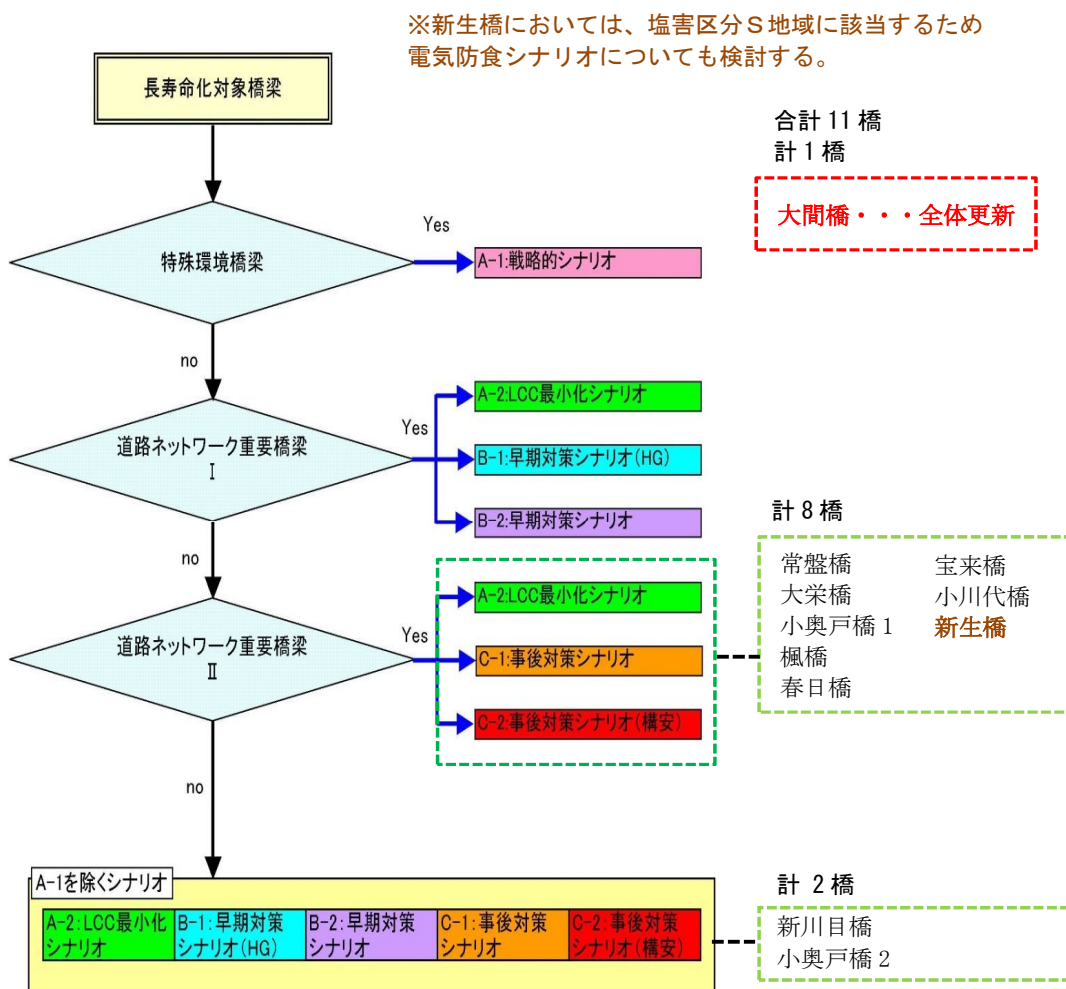 ※新生橋においては、塩害区分S地域に該当するため
電気防食シナリオについても検討する。
長寿命化対象橋梁
合計 11 橋
計 1 橋
大間橋・・・全体更新
特殊環境橋梁
Yes
A-1:戦略的シナリオ
no
道路ネットワーク重要橋梁
Ⅰ
Yes
A-2:LCC最小化シナリオ
B-1:早期対策シナリオ(HG)
B-2:早期対策シナリオ
no
道路ネットワーク重要橋梁
Ⅱ
Yes
A-2:LCC最小化シナリオ
C-1:事後対策シナリオ
C-2:事後対策シナリオ(構安)
計 8 橋
常盤橋 宝来橋
大栄橋 小川代橋
小奥戸橋 1 新生橋
楓橋
春日橋
no
A-1を除くシナリオ
A-2:LCC最小化
シナリオ
B-1:早期対策
シナリオ(HG)
B-2:早期対策
シナリオ
C-1:事後対策
シナリオ
C-2:事後対策
シナリオ(構安)
計 2 橋
新川目橋
小奥戸橋 2